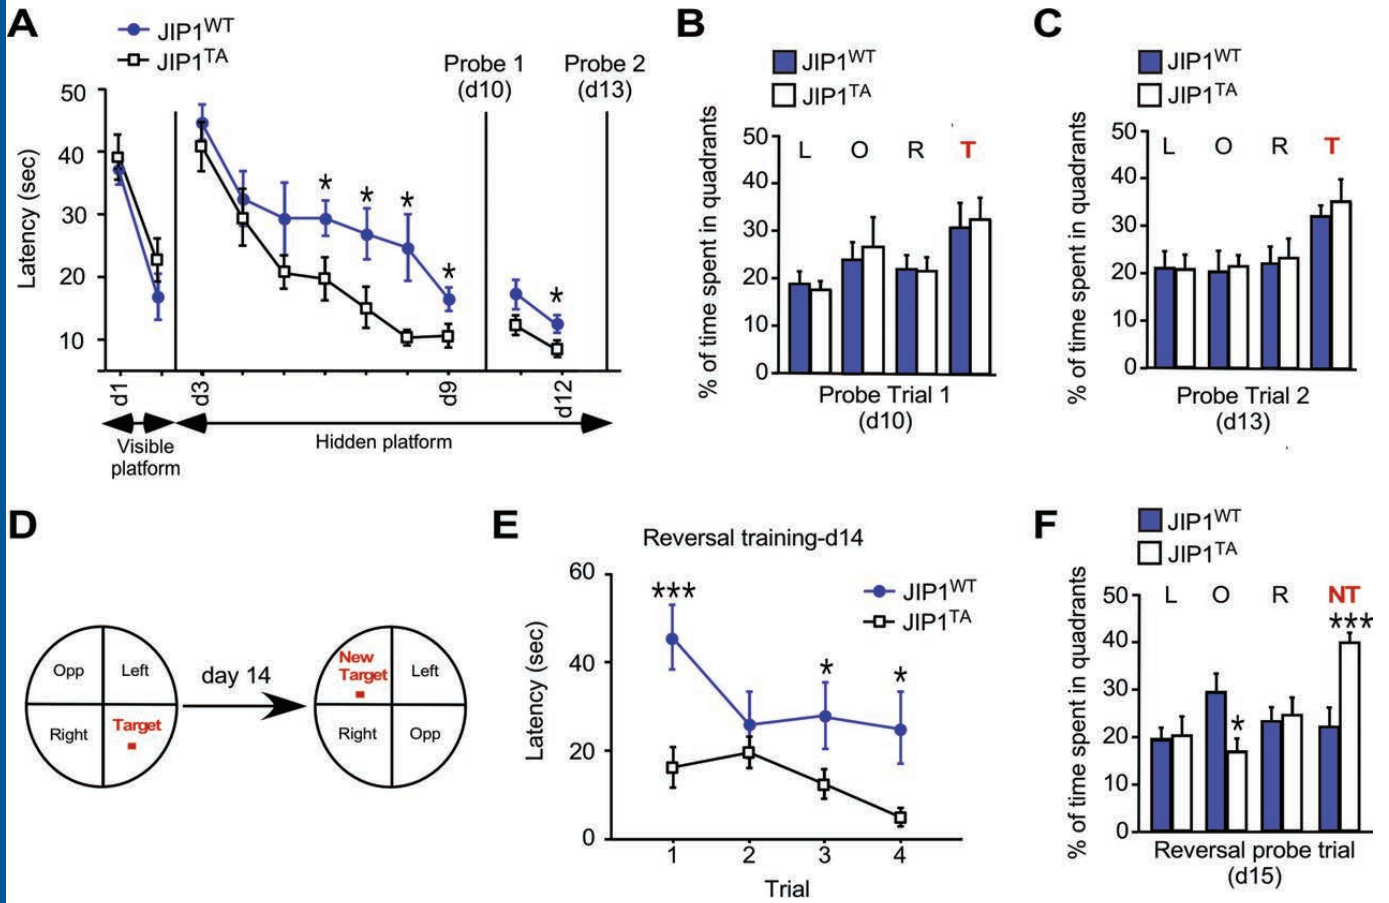 A
JIP1WT
JIP1TA
Probe 1
(d10)
Probe 2
(d13)
Latency (sec)
50
40
30
20
10
*
*
*
*
*
d1
d3
d9
d12
Visible
platform
Hidden platform
B
JIP1WT
JIP1TA
% of time spent in quadrants
50
40
30
20
10
0
L O R T
Probe Trial 1
(d10)
C
JIP1WT
JIP1TA
% of time spent in quadrants
50
40
30
20
10
0
L O R T
Probe Trial 2
(d13)
D
Opp Left
Right Target
day 14
New
Target
Left
Right Opp
E
Reversal training-d14
JIP1WT
JIP1TA
Latency (sec)
60
40
20
0
***
*
*
1 2 3 4
Trial
F
JIP1WT
JIP1TA
% of time spent in quadrants
50
40
30
20
10
0
L O R NT
***
*
Reversal probe trial
(d15)